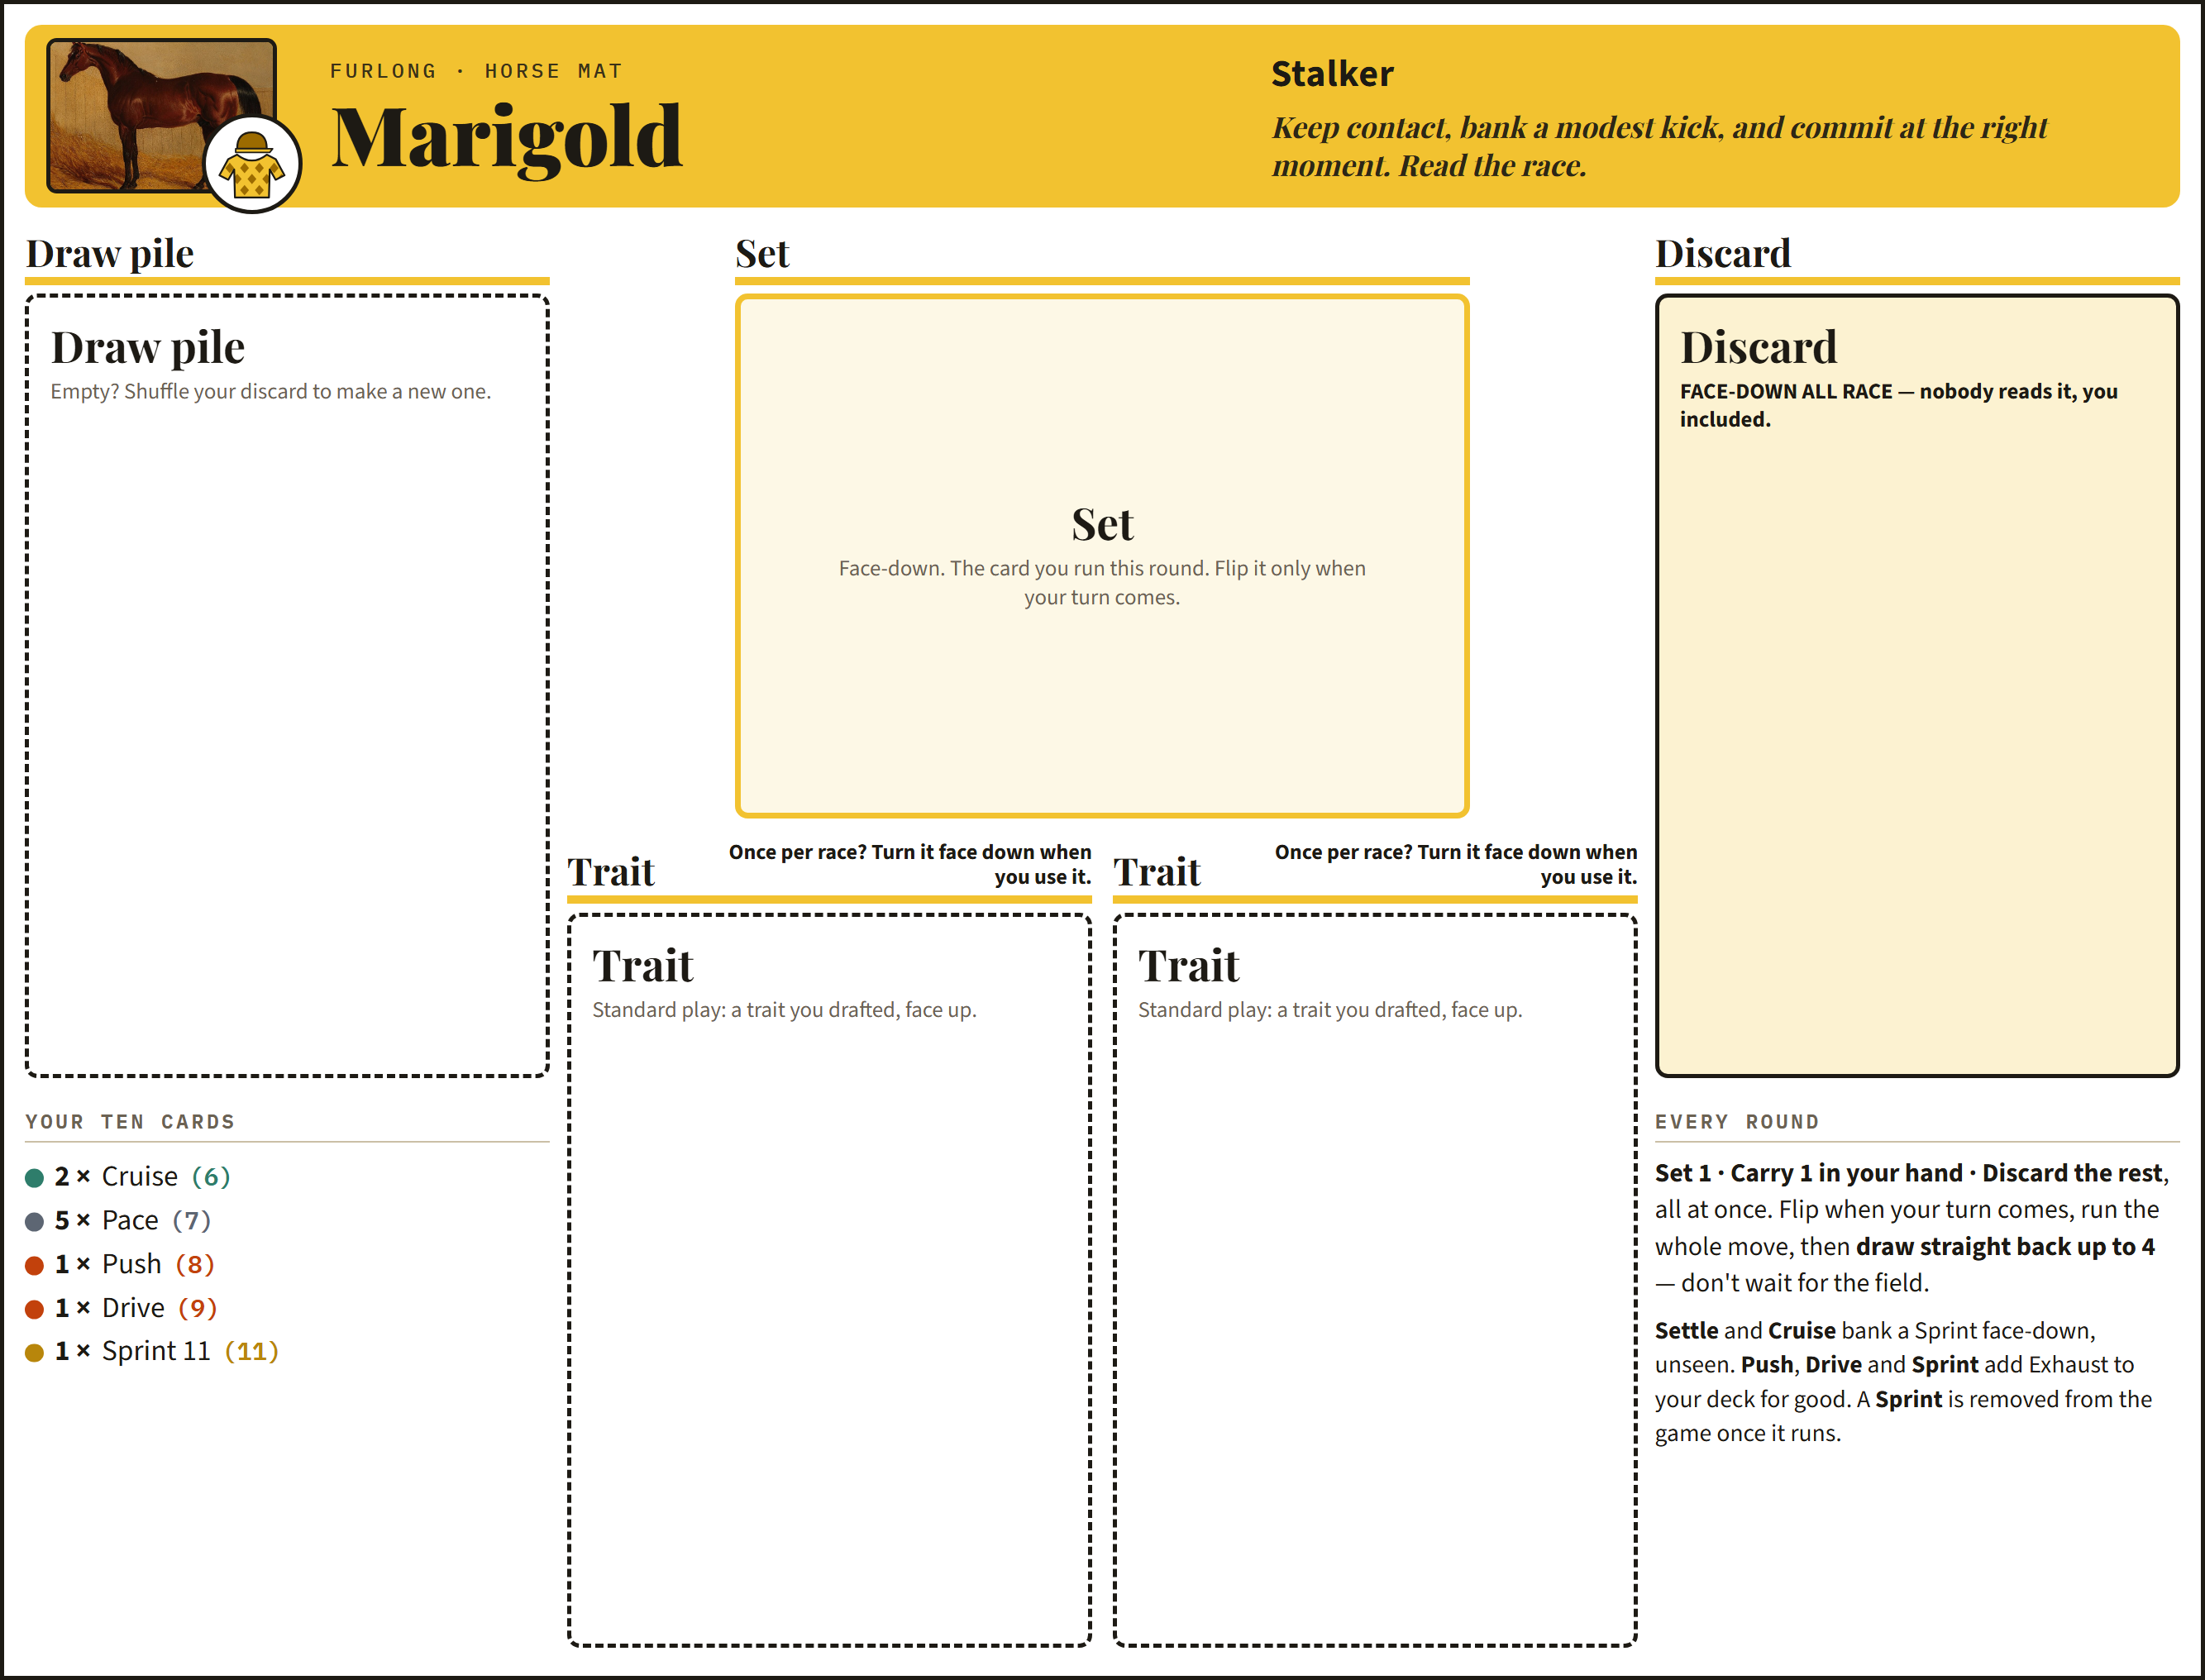 FURLONG · HORSE MAT
Marigold
Stalker
Keep contact, bank a modest kick, and commit at the right
moment. Read the race.
Draw pile
Draw pile
Empty? Shuffle your discard to make a new one.
Set
Set
Face-down. The card you run this round. Flip it only when
your turn comes.
Discard
Discard
FACE-DOWN ALL RACE — nobody reads it, you
included.
Trait
Once per race? Turn it face down when
you use it.
Trait
Standard play: a trait you drafted, face up.
Trait
Once per race? Turn it face down when
you use it.
Trait
Standard play: a trait you drafted, face up.
YOUR TEN CARDS
2 × Cruise (6)
5 × Pace (7)
1 × Push (8)
1 × Drive (9)
1 × Sprint 11 (11)
EVERY ROUND
Set 1 · Carry 1 in your hand · Discard the rest,
all at once. Flip when your turn comes, run the
whole move, then draw straight back up to 4
— don't wait for the field.
Settle and Cruise bank a Sprint face-down,
unseen. Push, Drive and Sprint add Exhaust to
your deck for good. A Sprint is removed from the
game once it runs.